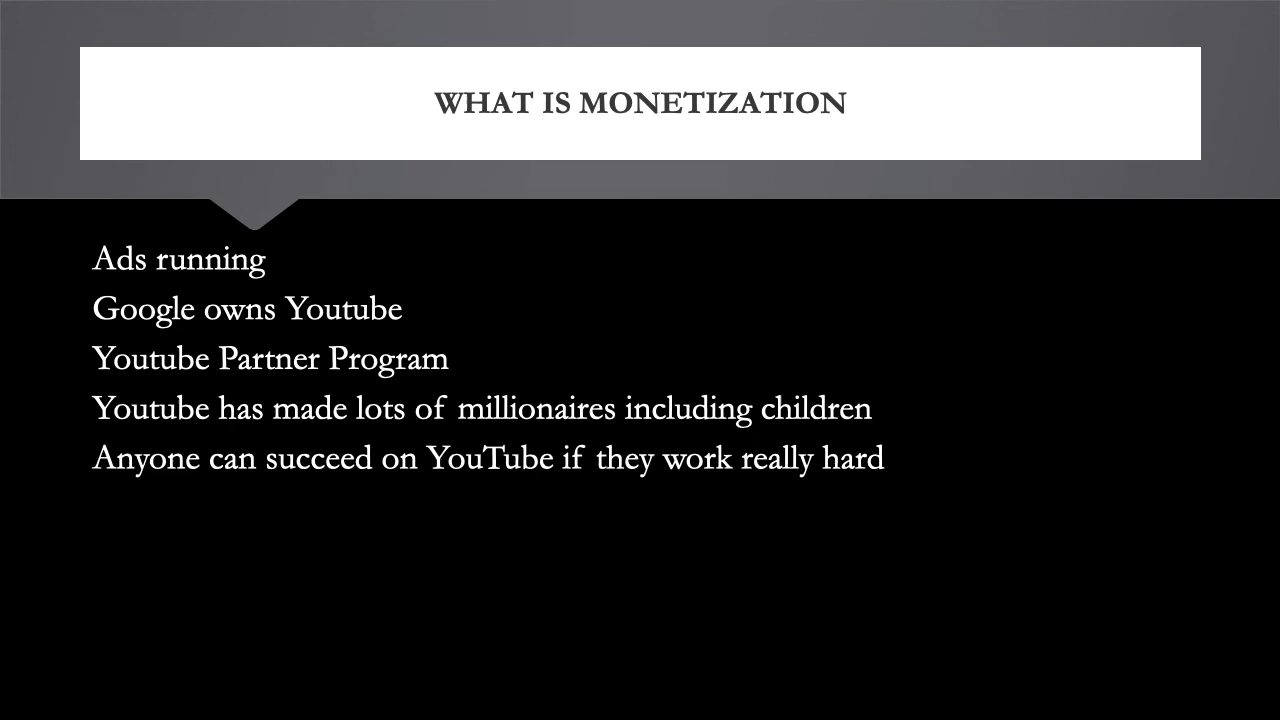 WHAT IS MONETIZATION
Ads running
Google owns Youtube
Youtube Partner Program
Youtube has made lots of millionaires including children
Anyone can succeed on YouTube if they work really hard